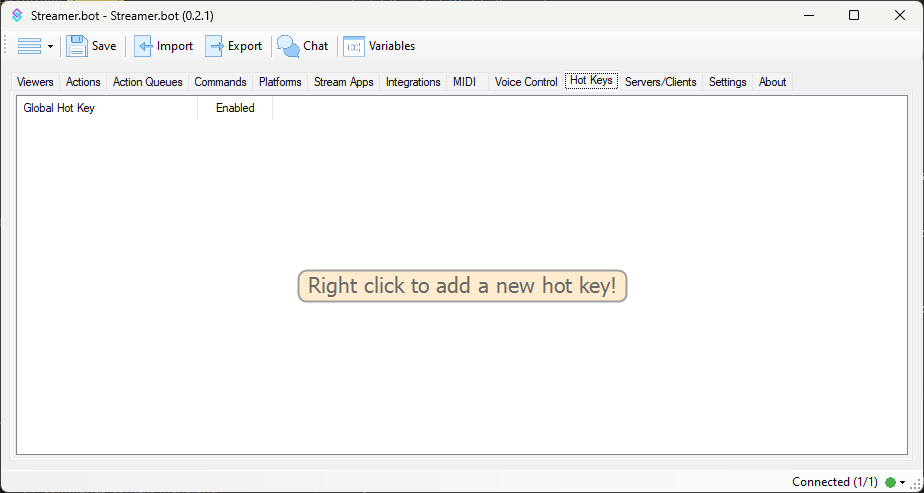 Streamer.bot - Streamer.bot (0.2.1)
Save Import Export Chat (x) Variables
Viewers Actions Action Queues Commands Platforms Stream Apps Integrations MIDI Voice Control Hot Keys Servers/Clients Settings About
Global Hot Key Enabled
Right click to add a new hot key!
Connected (1/1)